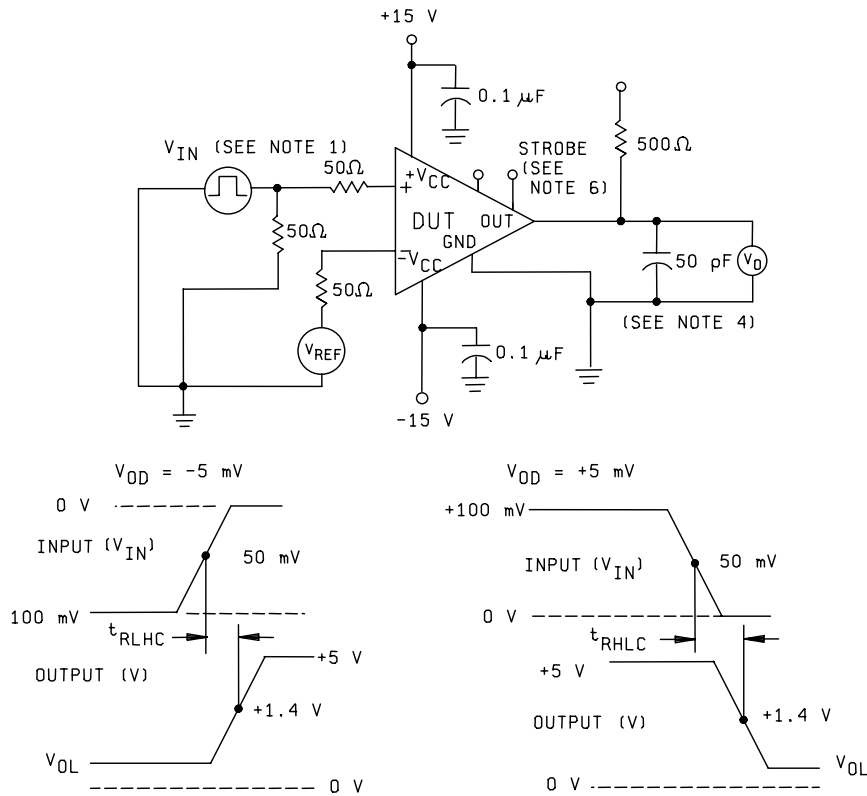 +15 V
0.1 μF
V_IN (SEE NOTE 1)
50Ω
STROBE
(SEE
NOTE 6)
500Ω
+VCC
+
DUT
OUT
GND
50Ω
50 pF
V_O
−
-VCC
50Ω
(SEE NOTE 4)
V_REF
0.1 μF
-15 V
V_OD = -5 mV
0 V
INPUT (V_IN)
50 mV
100 mV
t_RLHC
OUTPUT (V)
+5 V
+1.4 V
V_OL
0 V
V_OD = +5 mV
+100 mV
INPUT (V_IN)
50 mV
0 V
t_RHLC
+5 V
OUTPUT (V)
+1.4 V
V_OL
0 V